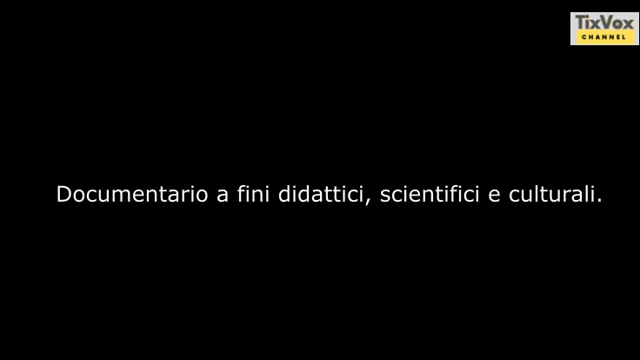 TixVox
CHANNEL
Documentario a fini didattici, scientifici e culturali.